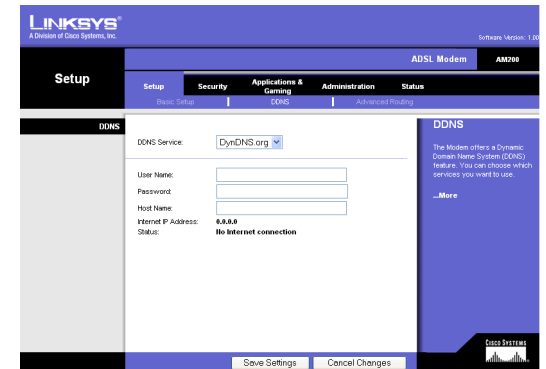 LINKSYS®
A Division of Cisco Systems, Inc.
Software Version: 1.00
ADSL Modem
AM200
Setup
Setup
Security
Applications & Gaming
Administration
Status
Basic Setup
DDNS
Advanced Routing
DDNS
DDNS Service:
DynDNS.org
User Name:
Password:
Host Name:
Internet IP Address:
0.0.0.0
Status:
No Internet connection
DDNS
The Modem offers a Dynamic
Domain Name System (DDNS)
feature. You can choose which
services you want to use.
...More
Save Settings
Cancel Changes
CISCO SYSTEMS